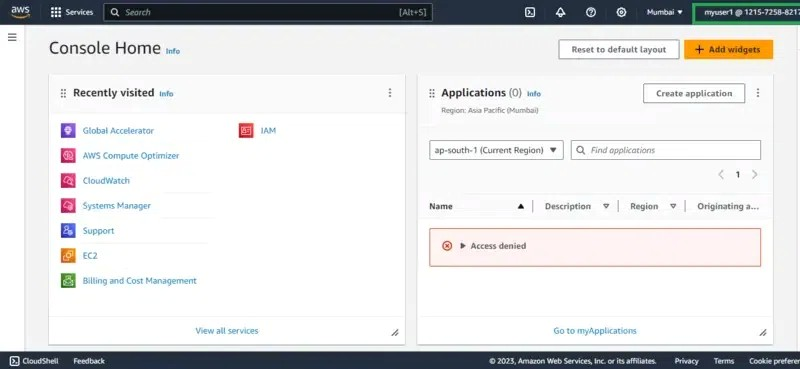 aws Services Search [Alt+S] Mumbai myuser1 @ 1215-7258-8217
Console Home Info Reset to default layout Add widgets
Recently visited Info
Applications (0) Info Create application
Region: Asia Pacific (Mumbai)
Global Accelerator IAM
AWS Compute Optimizer
CloudWatch
Systems Manager
Support
EC2
Billing and Cost Management
View all services
ap-south-1 (Current Region) Find applications
1
Name Description Region Originating a...
Access denied
Go to myApplications
CloudShell Feedback © 2023, Amazon Web Services, Inc. or its affiliates. Privacy Terms Cookie prefere